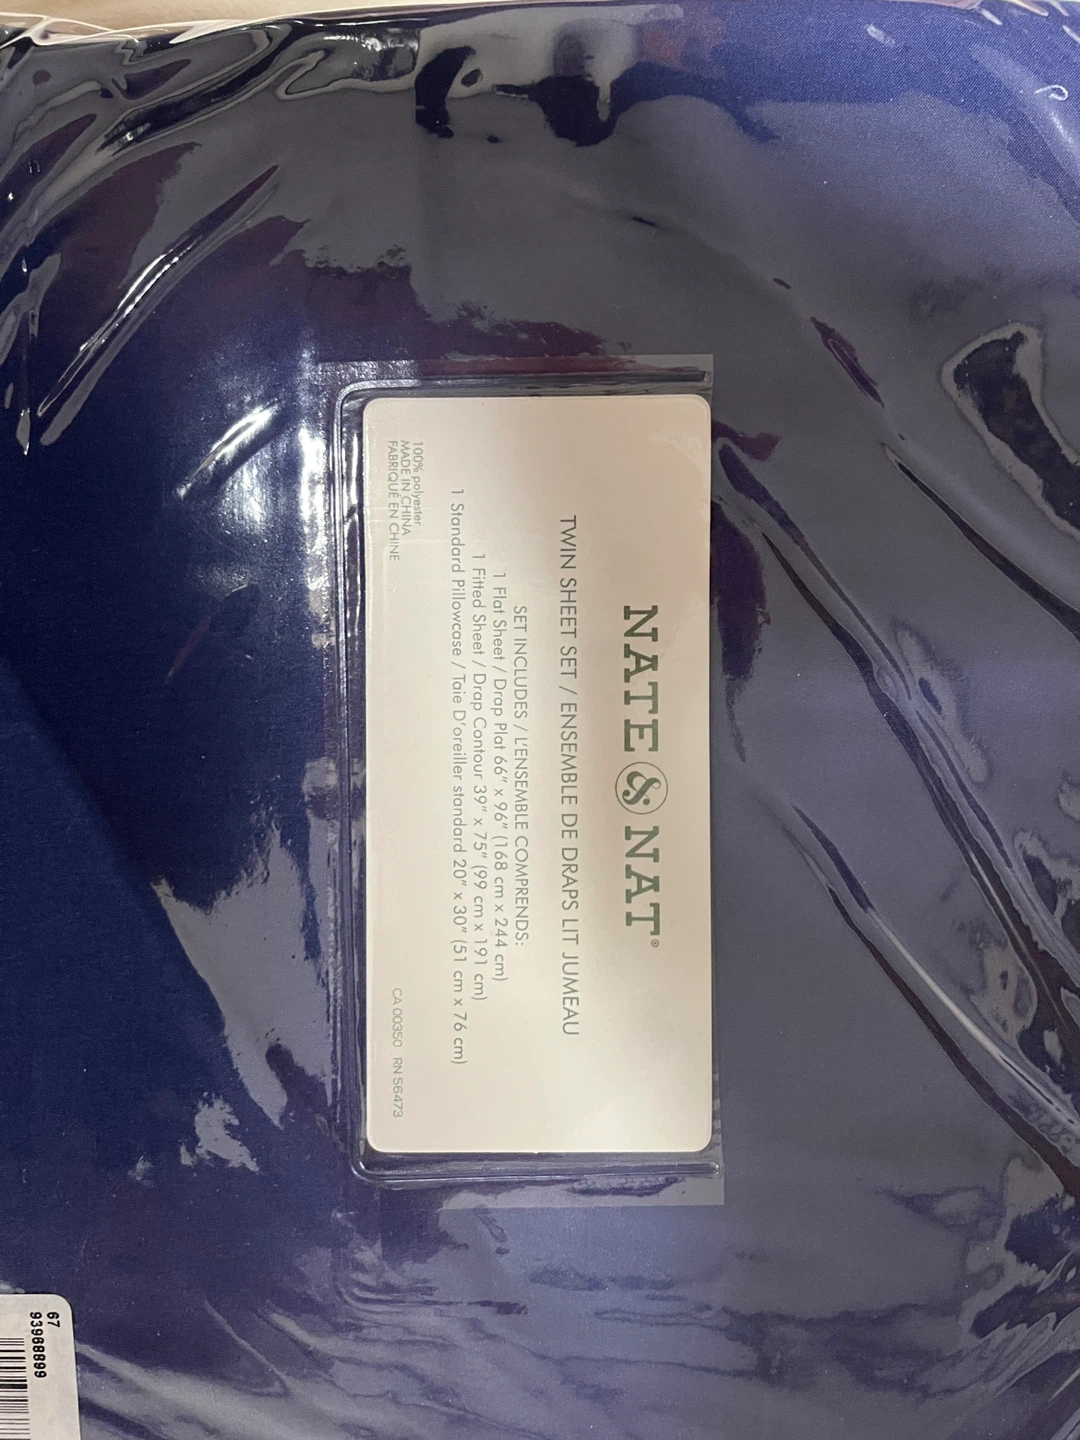 NATE & NAT®
TWIN SHEET SET / ENSEMBLE DE DRAPS LIT JUMEAU
SET INCLUDES / L'ENSEMBLE COMPRENDS:
1 Flat Sheet / Drap Plat 66" x 96" (168 cm x 244 cm)
1 Fitted Sheet / Drap Contour 39" x 75" (99 cm x 191 cm)
1 Standard Pillowcase / Taie D'oreiller standard 20" x 30" (51 cm x 76 cm)
100% polyester
MADE IN CHINA
FABRIQUÉ EN CHINE
CA 00350 RN 56473
67
93968899